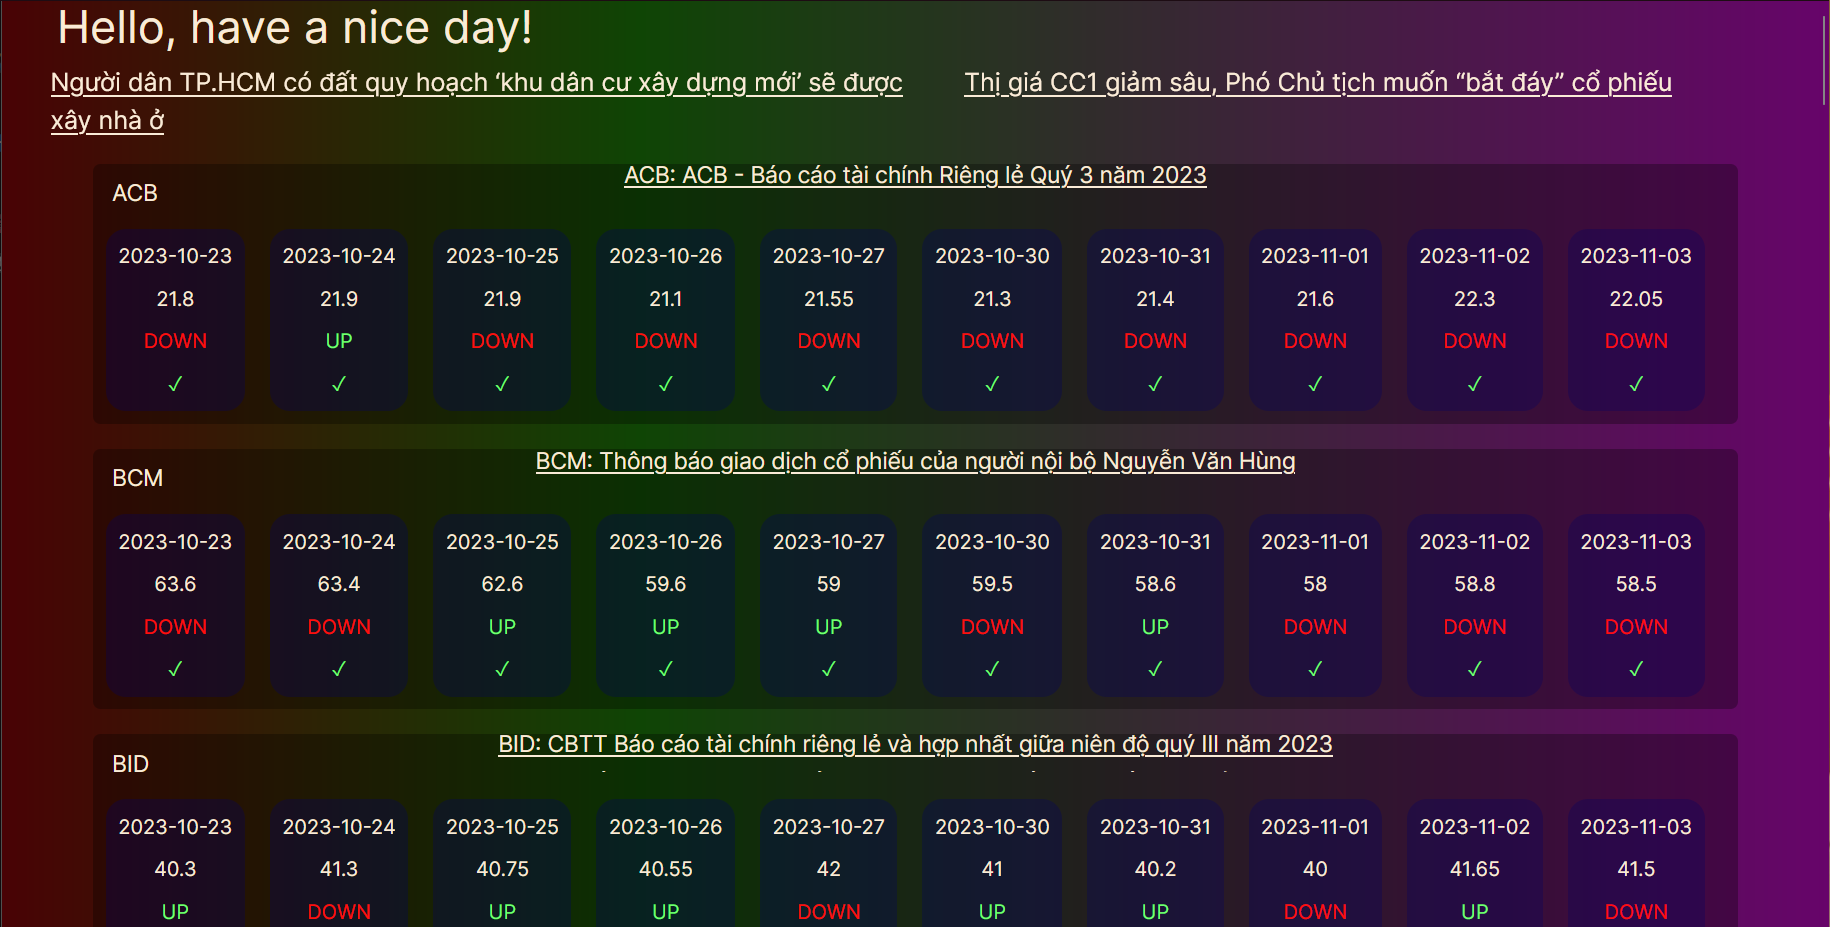 Hello, have a nice day!
Người dân TP.HCM có đất quy hoạch ‘khu dân cư xây dựng mới’ sẽ được
xây nhà ở
Thị giá CC1 giảm sâu, Phó Chủ tịch muốn “bắt đáy” cổ phiếu
ACB: ACB - Báo cáo tài chính Riêng lẻ Quý 3 năm 2023
ACB
2023-10-23 2023-10-24 2023-10-25 2023-10-26 2023-10-27 2023-10-30 2023-10-31 2023-11-01 2023-11-02 2023-11-03
21.8 21.9 21.9 21.1 21.55 21.3 21.4 21.6 22.3 22.05
DOWN UP DOWN DOWN DOWN DOWN DOWN DOWN DOWN DOWN
✓ ✓ ✓ ✓ ✓ ✓ ✓ ✓ ✓ ✓
BCM: Thông báo giao dịch cổ phiếu của người nội bộ Nguyễn Văn Hùng
BCM
2023-10-23 2023-10-24 2023-10-25 2023-10-26 2023-10-27 2023-10-30 2023-10-31 2023-11-01 2023-11-02 2023-11-03
63.6 63.4 62.6 59.6 59 59.5 58.6 58 58.8 58.5
DOWN DOWN UP UP UP DOWN UP DOWN DOWN DOWN
✓ ✓ ✓ ✓ ✓ ✓ ✓ ✓ ✓ ✓
BID: CBTT Báo cáo tài chính riêng lẻ và hợp nhất giữa niên độ quý III năm 2023
BID
2023-10-23 2023-10-24 2023-10-25 2023-10-26 2023-10-27 2023-10-30 2023-10-31 2023-11-01 2023-11-02 2023-11-03
40.3 41.3 40.75 40.55 42 41 40.2 40 41.65 41.5
UP DOWN UP UP DOWN UP UP DOWN UP DOWN